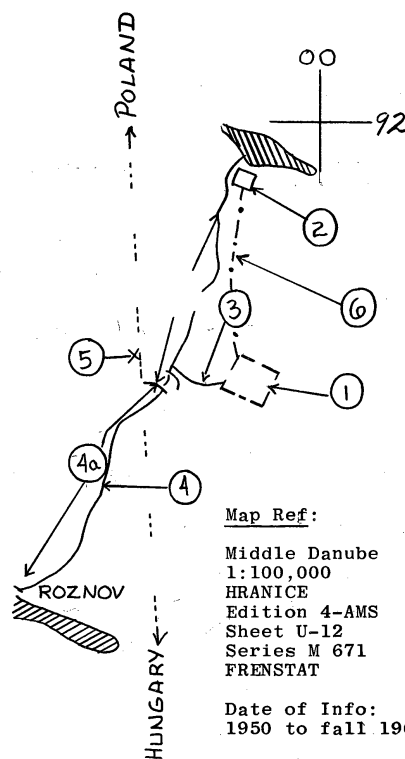 POLAND
00
92
2
6
3
5
1
4a
4
ROZNOV
HUNGARY
Map Ref:
Middle Danube
1:100,000
HRANICE
Edition 4-AMS
Sheet U-12
Series M 671
FRENSTAT
Date of Info:
1950 to fall